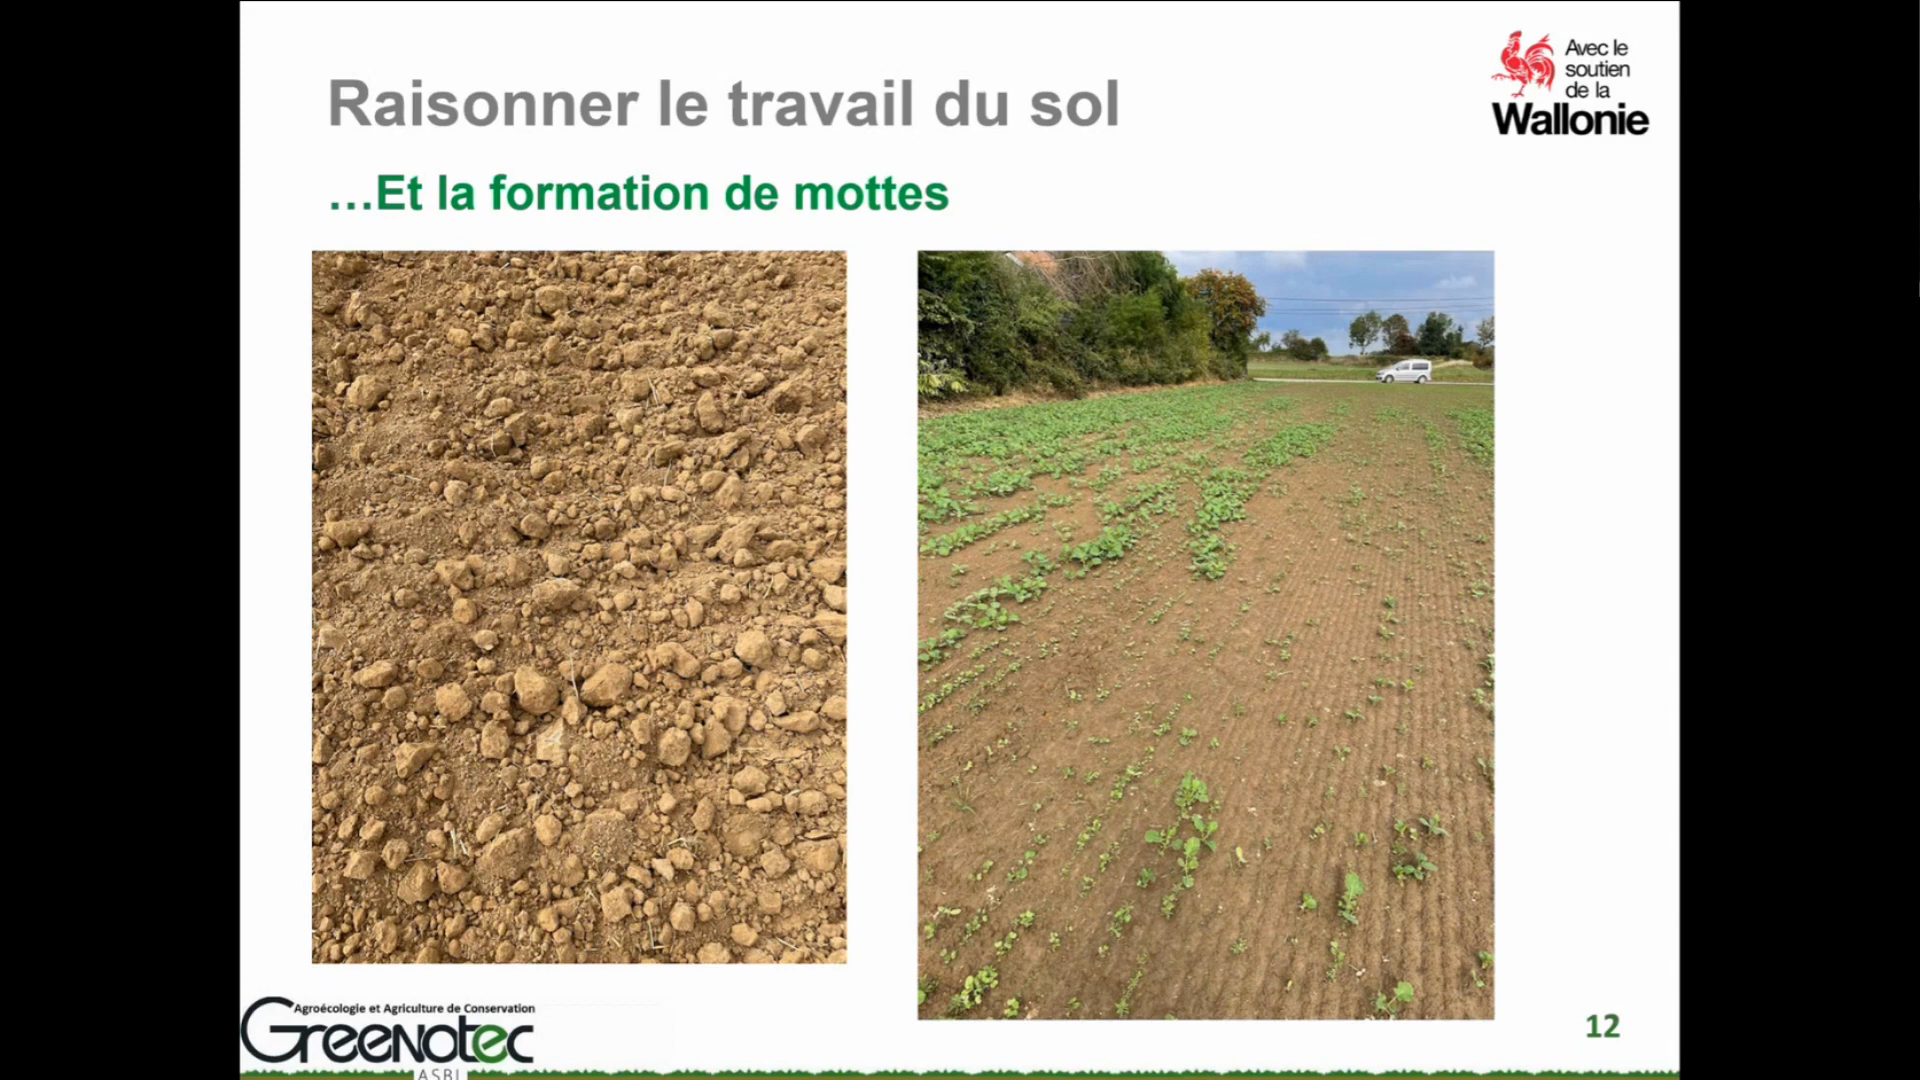 Raisonner le travail du sol
Avec le
soutien
de la
Wallonie
...Et la formation de mottes
Agroécologie et Agriculture de Conservation
Greenotec
ASBL
12